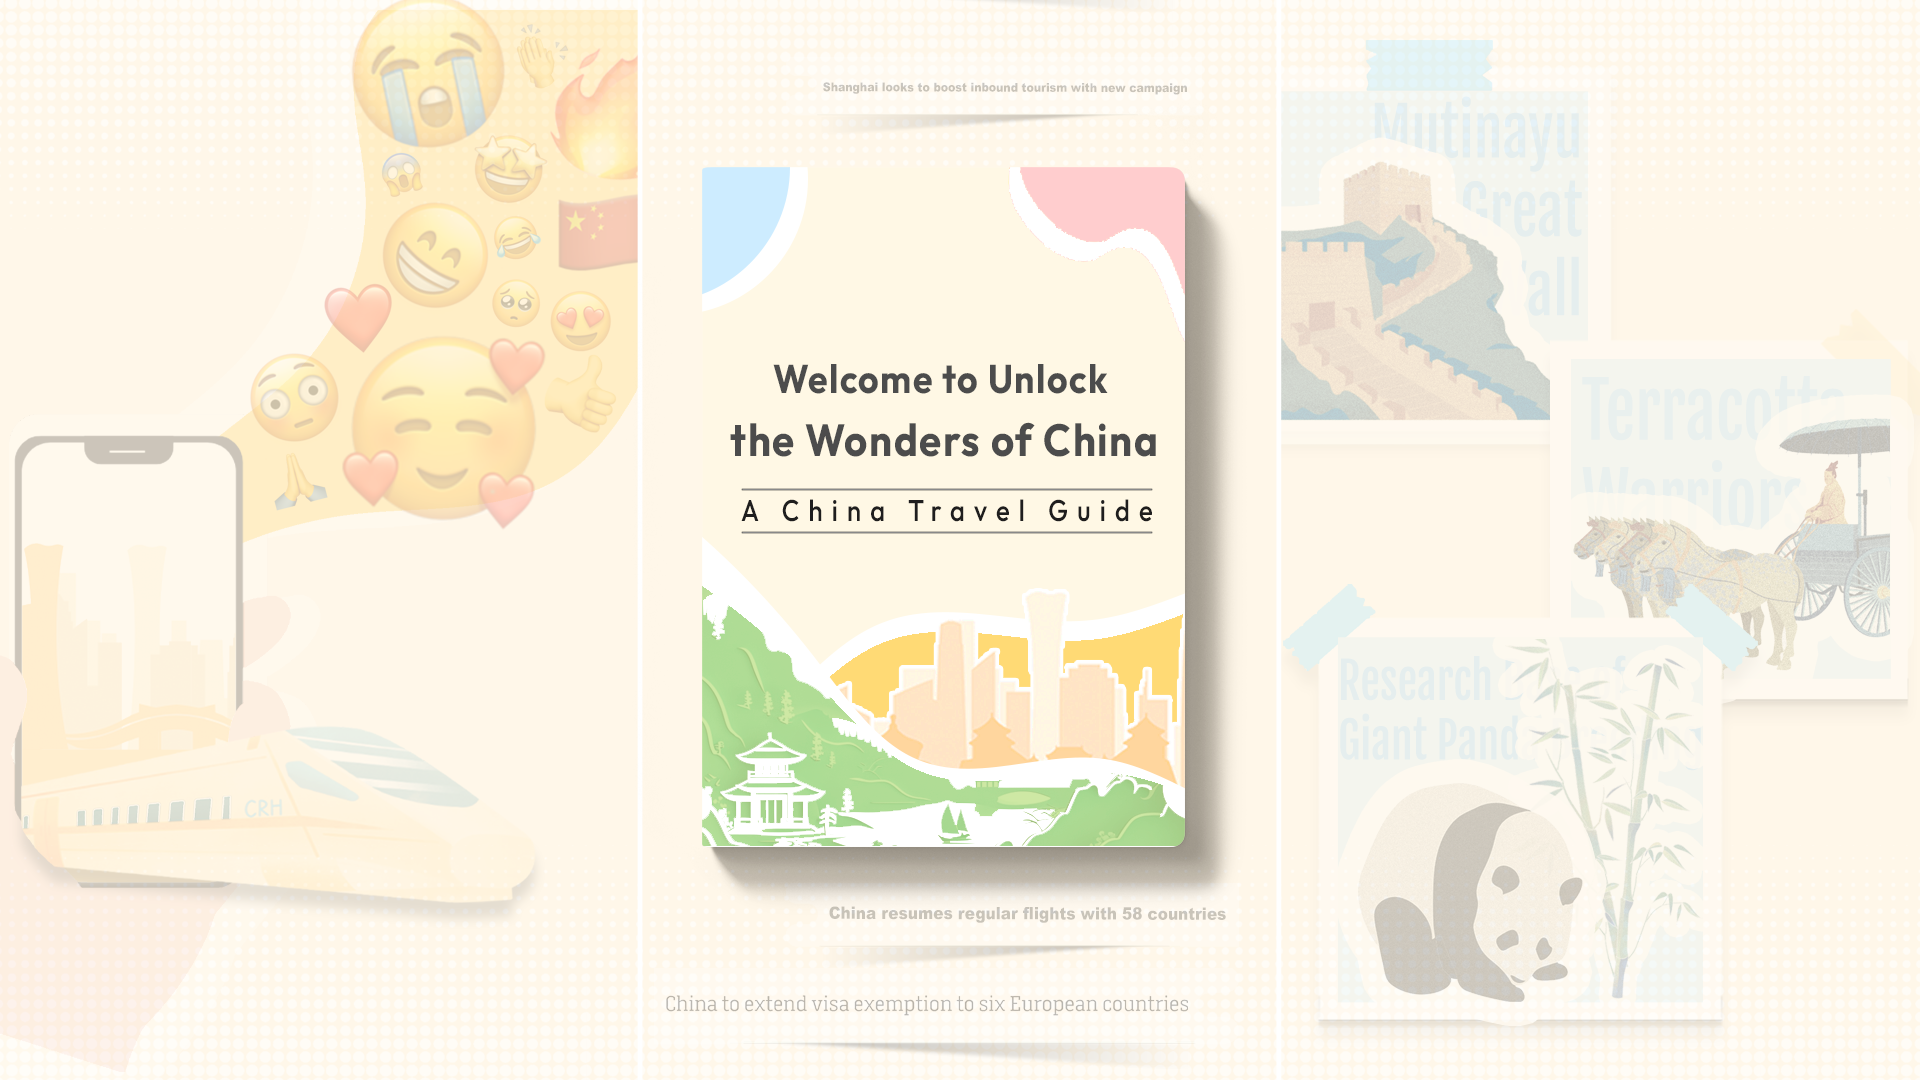 Shanghai looks to boost inbound tourism with new campaign
Welcome to Unlock
the Wonders of China
A China Travel Guide
China resumes regular flights with 58 countries
China to extend visa exemption to six European countries
CRH
Mutinayu
Great
all
Terracotta
Warriors
Research
Giant Pand